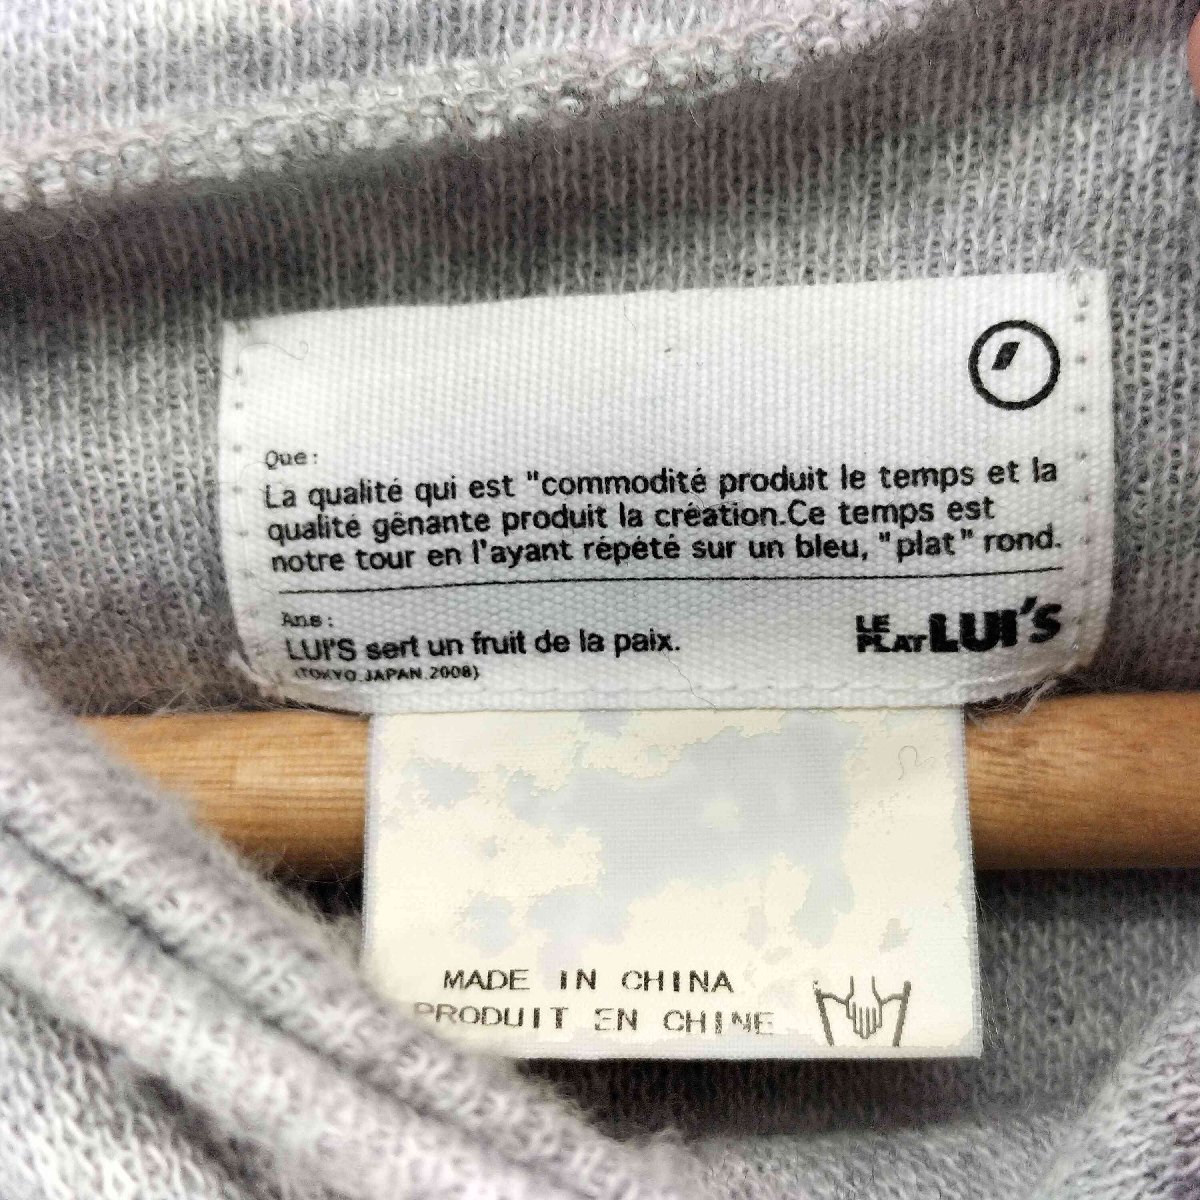 Que:
La qualité qui est "commodité produit le temps et la
qualité gênante produit la création.Ce temps est
notre tour en l'ayant répété sur un bleu, "plat" rond.
Ans:
LUI'S sert un fruit de la paix.
(TOKYO,JAPAN.2008)
LE PLAT LUI'S
MADE IN CHINA
PRODUIT EN CHINE